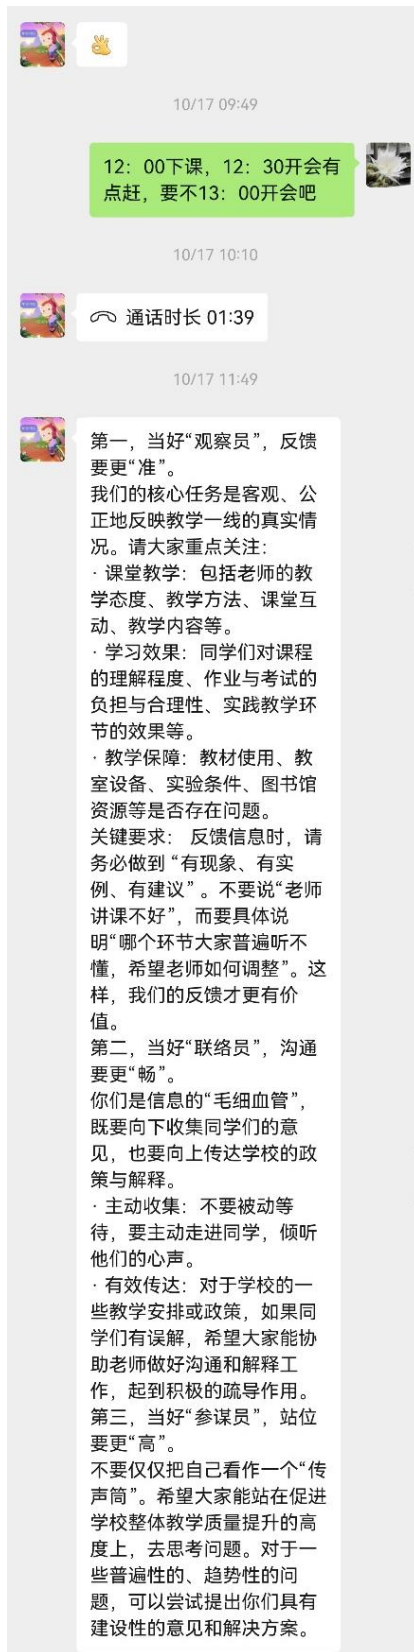 10/17 09:49
12：00下课，12：30开会有
点赶，要不13：00开会吧
10/17 10:10
通话时长 01:39
10/17 11:49
第一，当好“观察员”，反馈
要更“准”。
我们的核心任务是客观、公
正地反映教学一线的真实情
况。请大家重点关注：
· 课堂教学：包括老师的教
学态度、教学方法、课堂互
动、教学内容等。
· 学习效果：同学们对课程
的理解程度、作业与考试的
负担与合理性、实践教学环
节的效果等。
· 教学保障：教材使用、教
室设备、实验条件、图书馆
资源等是否存在问题。
关键要求： 反馈信息时，请
务必做到 “有现象、有实
例、有建议” 。不要说“老师
讲课不好”，而要具体说
明“哪个环节大家普遍听不
懂，希望老师如何调整”。这
样，我们的反馈才更有价
值。
第二，当好“联络员”，沟通
要更“畅”。
你们是信息的“毛细血管”，
既要向下收集同学们的意
见，也要向上传达学校的政
策与解释。
· 主动收集：不要被动等
待，要主动走进同学，倾听
他们的心声。
· 有效传达：对于学校的一
些教学安排或政策，如果同
学们有误解，希望大家能协
助老师做好沟通和解释工
作，起到积极的疏导作用。
第三，当好“参谋员”，站位
要更“高”。
不要仅仅把自己看作一个“传
声筒”。希望大家能站在促进
学校整体教学质量提升的高
度上，去思考问题。对于一
些普遍性的、趋势性的问
题，可以尝试提出你们具有
建设性的意见和解决方案。